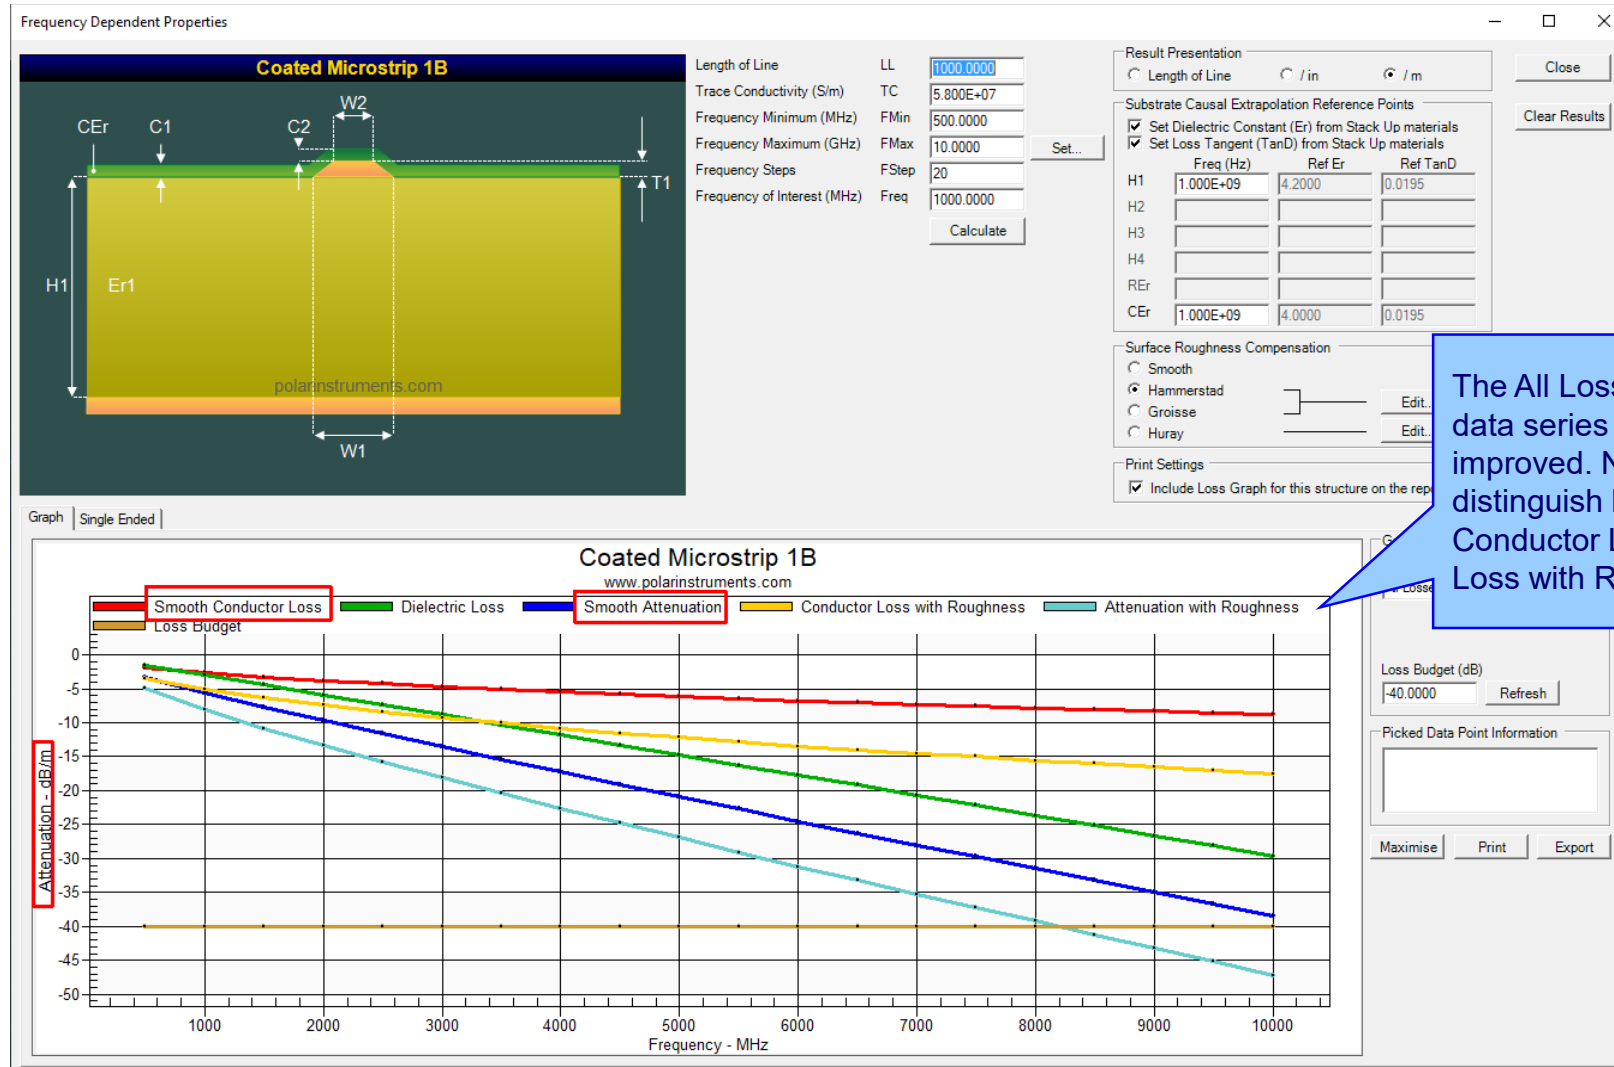 Frequency Dependent Properties
Coated Microstrip 1B
W2
CEr C1 C2
T1
H1 Er1
polarinstruments.com
W1
Length of Line LL 1000.0000
Trace Conductivity (S/m) TC 5.800E+07
Frequency Minimum (MHz) FMin 500.0000
Frequency Maximum (GHz) FMax 10.0000 Set...
Frequency Steps FStep 20
Frequency of Interest (MHz) Freq 1000.0000
Calculate
Result Presentation
Length of Line / in / m
Close
Clear Results
Substrate Causal Extrapolation Reference Points
Set Dielectric Constant (Er) from Stack Up materials
Set Loss Tangent (TanD) from Stack Up materials
Freq (Hz) Ref Er Ref TanD
H1 1.000E+09 4.2000 0.0195
H2
H3
H4
REr
CEr 1.000E+09 4.0000 0.0195
Surface Roughness Compensation
Smooth
Hammerstad Edit..
Groisse
Huray Edit..
Print Settings
Include Loss Graph for this structure on the rep
The All Los
data series
improved. N
distinguish
Conductor L
Loss with R
Graph Single Ended
Coated Microstrip 1B
www.polarinstruments.com
Smooth Conductor Loss Dielectric Loss Smooth Attenuation Conductor Loss with Roughness Attenuation with Roughness
Loss Budget
Attenuation - dB/m
0
-5
-10
-15
-20
-25
-30
-35
-40
-45
-50
1000 2000 3000 4000 5000 6000 7000 8000 9000 10000
Frequency - MHz
Loss Budget (dB)
-40.0000 Refresh
Picked Data Point Information
Maximise Print Export